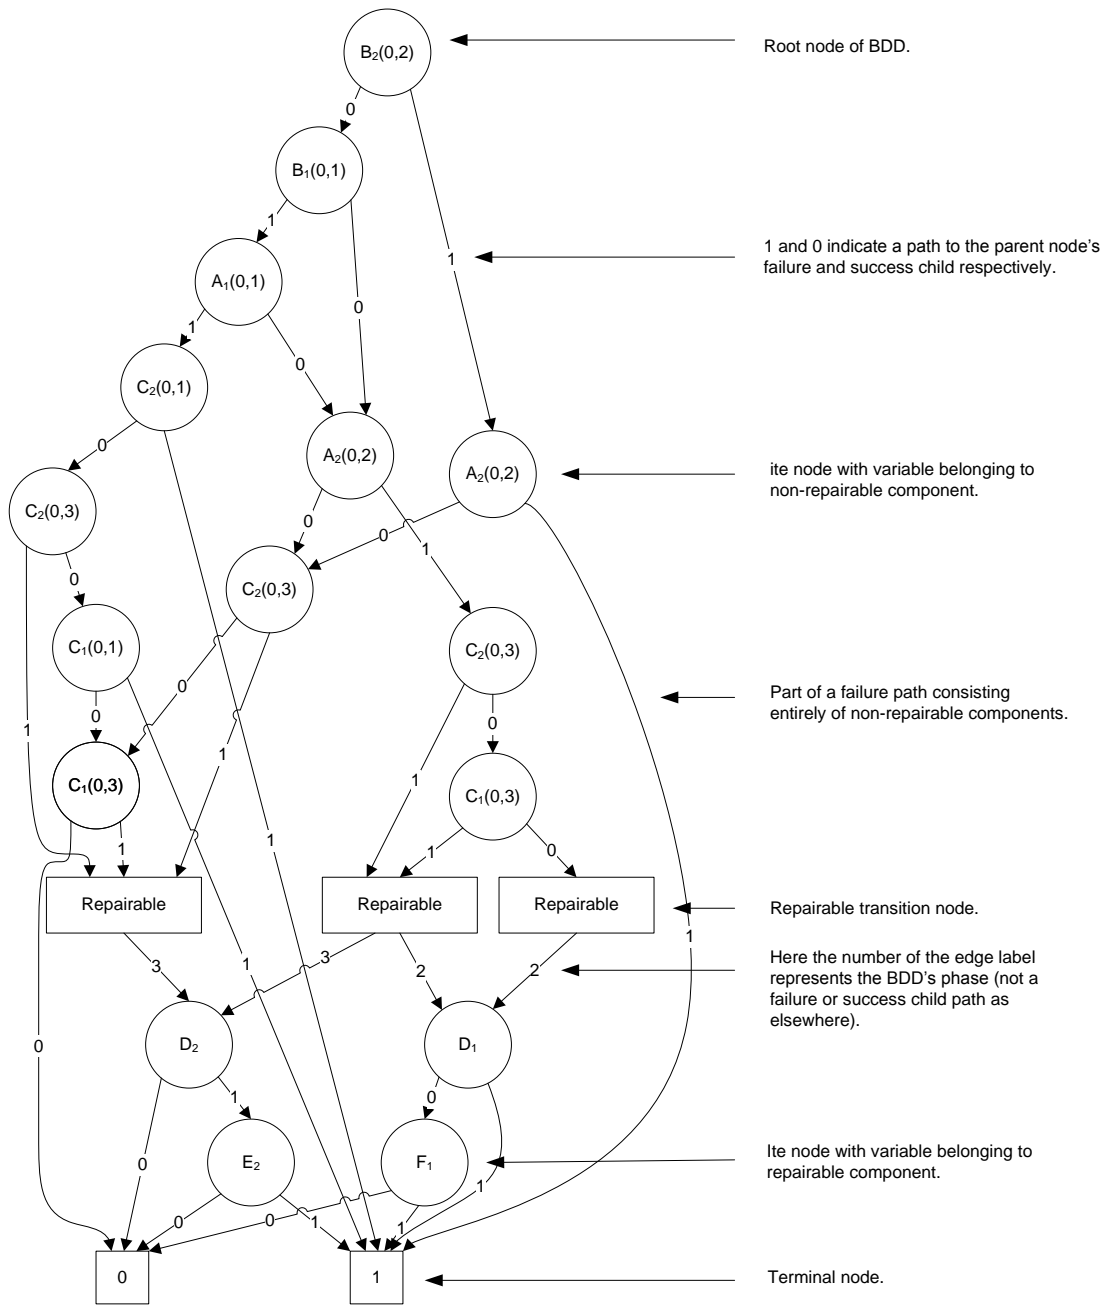 B₂(0,2)
Root node of BDD.
0
B₁(0,1)
1
1
1 and 0 indicate a path to the parent node's
failure and success child respectively.
A₁(0,1)
0
1
0
C₂(0,1)
0
A₂(0,2)
A₂(0,2)
ite node with variable belonging to
non-repairable component.
C₂(0,3)
0
0
1
0
C₂(0,3)
C₁(0,1)
C₂(0,3)
0
Part of a failure path consisting
entirely of non-repairable components.
0
0
1
1
C₁(0,3)
1
C₁(0,3)
1
1
1
0
Repairable
Repairable
Repairable
Repairable transition node.
1
3
1
3
2
2
Here the number of the edge label
represents the BDD's phase (not a
failure or success child path as
elsewhere).
0
D₂
D₁
1
0
0
E₂
F₁
Ite node with variable belonging to
repairable component.
1
0
1
0
1
0
1
Terminal node.